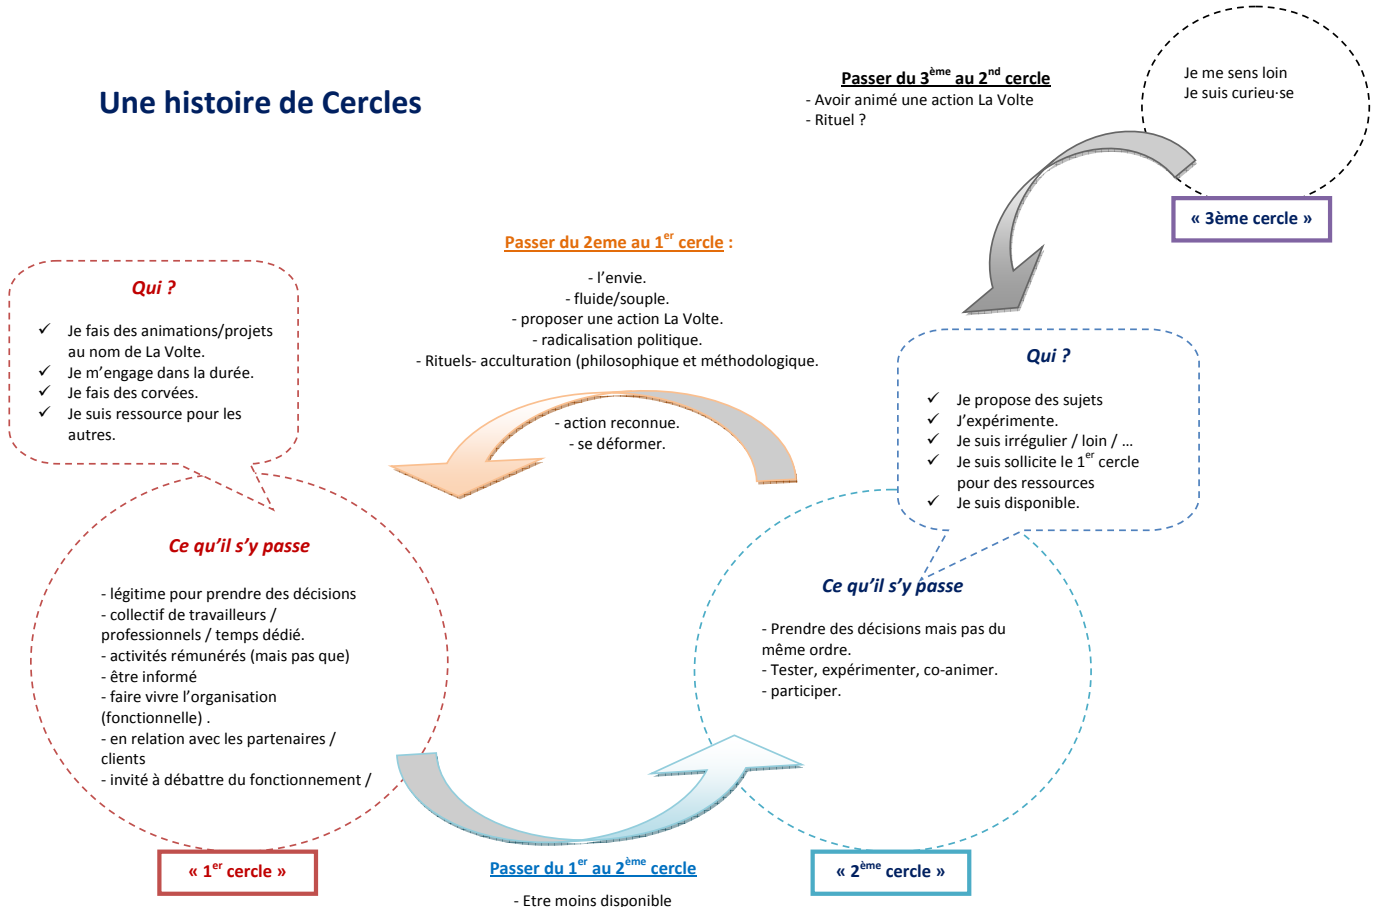 Une histoire de Cercles
Passer du 3ème au 2nd cercle
- Avoir animé une action La Volte
- Rituel ?
Je me sens loin
Je suis curieu·se
« 3ème cercle »
Passer du 2eme au 1er cercle :
- l’envie.
- fluide/souple.
- proposer une action La Volte.
- radicalisation politique.
- Rituels- acculturation (philosophique et méthodologique.
- action reconnue.
- se déformer.
Qui ?
✓ Je fais des animations/projets
au nom de La Volte.
✓ Je m’engage dans la durée.
✓ Je fais des corvées.
✓ Je suis ressource pour les
autres.
Ce qu’il s’y passe
- légitime pour prendre des décisions
- collectif de travailleurs /
professionnels / temps dédié.
- activités rémunérés (mais pas que)
- être informé
- faire vivre l’organisation
(fonctionnelle) .
- en relation avec les partenaires /
clients
- invité à débattre du fonctionnement /
« 1er cercle »
Qui ?
✓ Je propose des sujets
✓ J’expérimente.
✓ Je suis irrégulier / loin / …
✓ Je suis sollicite le 1er cercle
pour des ressources
✓ Je suis disponible.
Ce qu’il s’y passe
- Prendre des décisions mais pas du
même ordre.
- Tester, expérimenter, co-animer.
- participer.
« 2ème cercle »
Passer du 1er au 2ème cercle
- Etre moins disponible